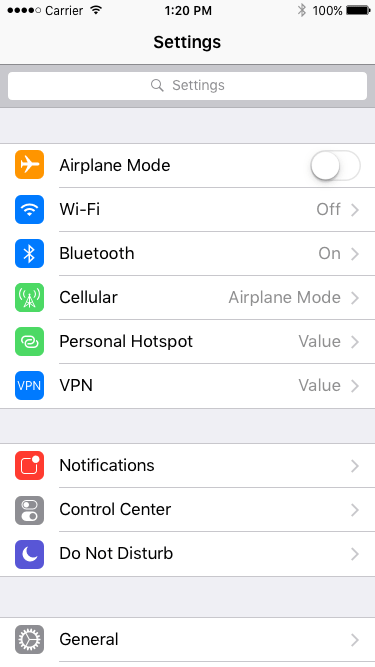 Carrier 1:20 PM 100%
Settings
Settings
Airplane Mode
Wi-Fi Off
Bluetooth On
Cellular Airplane Mode
Personal Hotspot Value
VPN VPN Value
Notifications
Control Center
Do Not Disturb
General